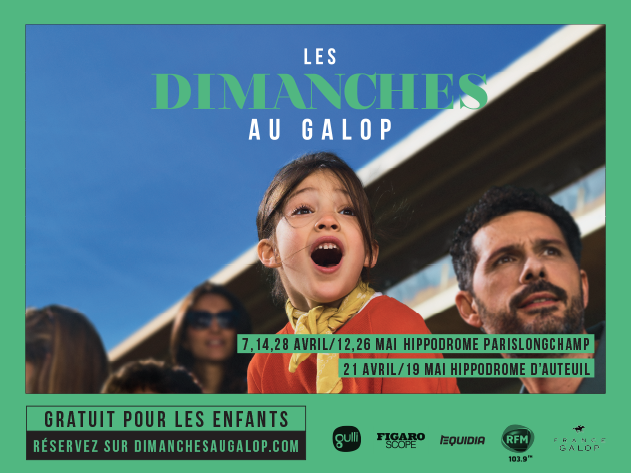 LES
DIMANCHES
AU GALOP
7,14,28 AVRIL/12,26 MAI HIPPODROME PARISLONGCHAMP
21 AVRIL/19 MAI HIPPODROME D'AUTEUIL
GRATUIT POUR LES ENFANTS
RÉSERVEZ SUR DIMANCHESAUGALOP.COM
gulli FIGARO SCOPE EQUIDIA RFM 103.9™ FRANCE GALOP